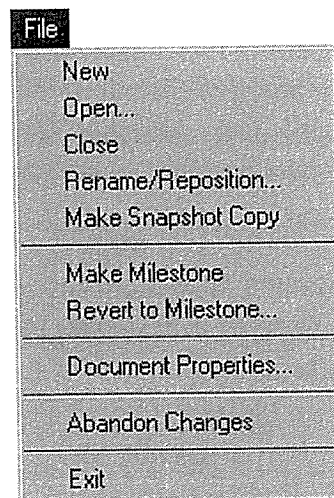 File
New
Open...
Close
Rename/Reposition...
Make Snapshot Copy
Make Milestone
Revert to Milestone...
Document Properties...
Abandon Changes
Exit